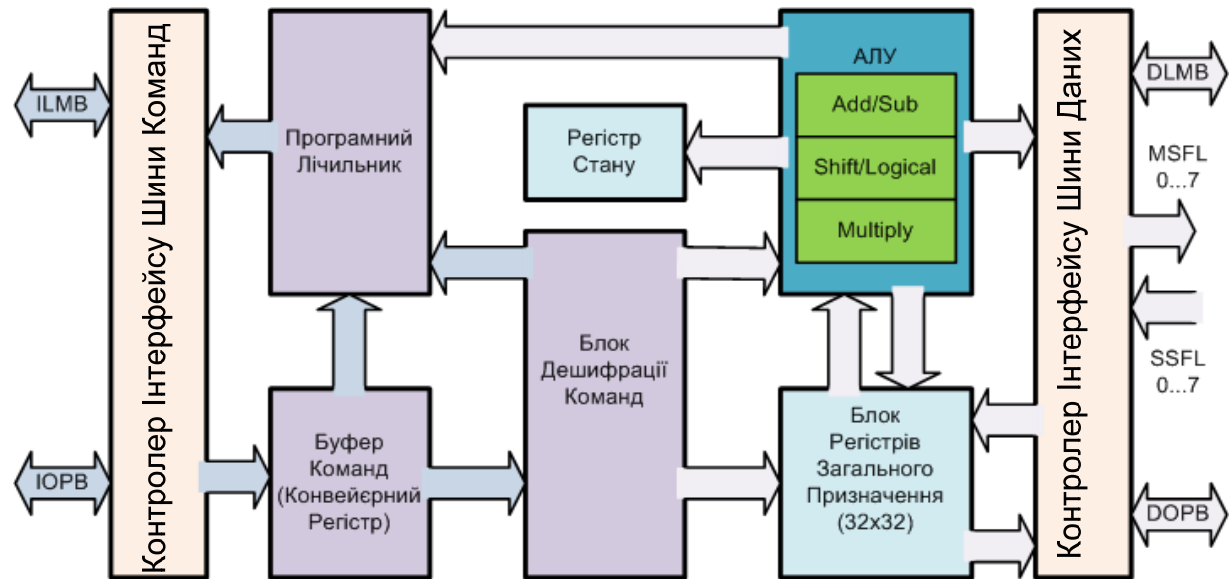 Контролер Інтерфейсу Шини Команд
ILMB
IOPB
Програмний
Лічильник
Буфер
Команд
(Конвейєрний
Регістр)
Регістр
Стану
Блок
Дешифрації
Команд
АЛУ
Add/Sub
Shift/Logical
Multiply
Блок
Регістрів
Загального
Призначення
(32x32)
Контролер Інтерфейсу Шини Даних
DLMB
MSFL
0...7
SSFL
0...7
DOPB